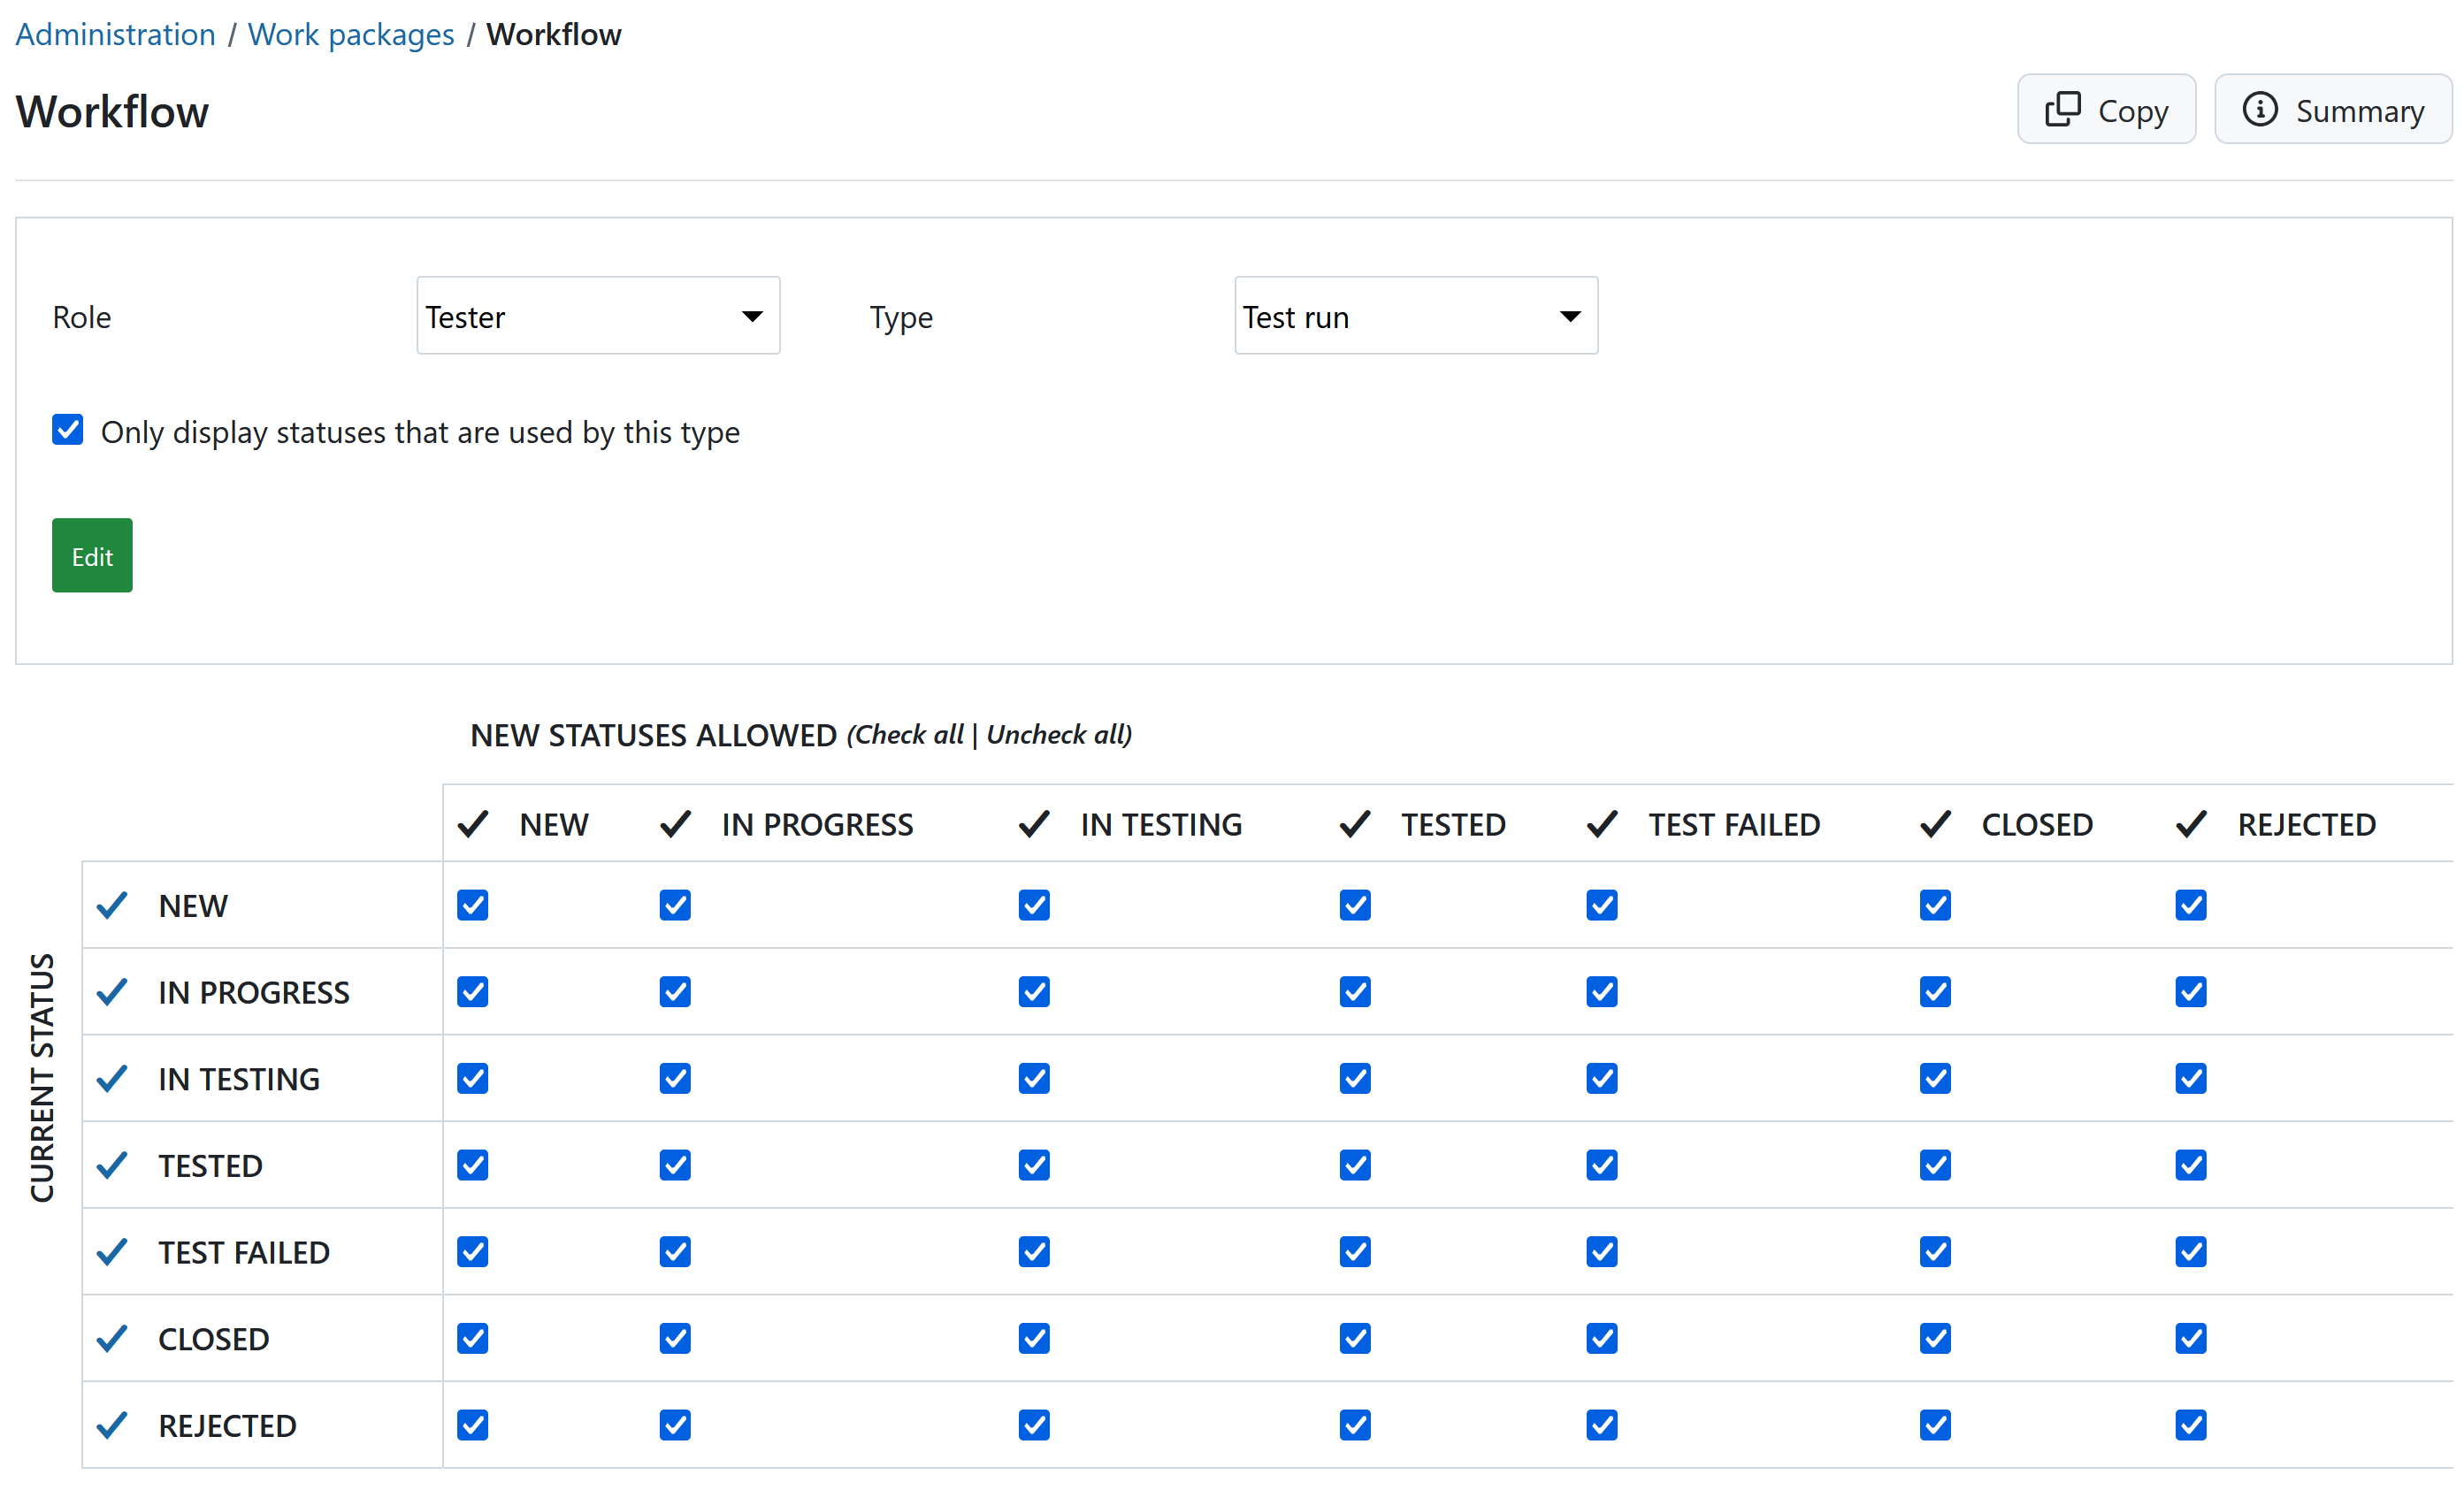 Administration / Work packages / Workflow
Workflow
Copy
Summary
Role
Tester
Type
Test run
Only display statuses that are used by this type
Edit
NEW STATUSES ALLOWED (Check all | Uncheck all)
NEW IN PROGRESS IN TESTING TESTED TEST FAILED CLOSED REJECTED
CURRENT STATUS
NEW
IN PROGRESS
IN TESTING
TESTED
TEST FAILED
CLOSED
REJECTED